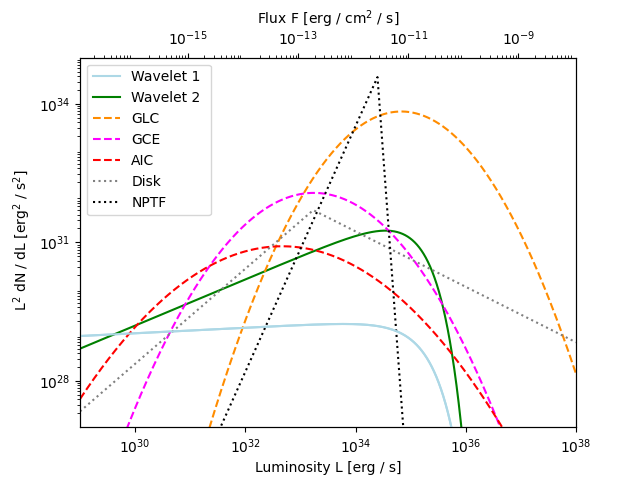 Flux F [erg / cm² / s]
10⁻¹⁵ 10⁻¹³ 10⁻¹¹ 10⁻⁹
Wavelet 1
Wavelet 2
GLC
GCE
AIC
Disk
NPTF
L² dN / dL [erg² / s²]
10³⁴
10³¹
10²⁸
10³⁰ 10³² 10³⁴ 10³⁶ 10³⁸
Luminosity L [erg / s]